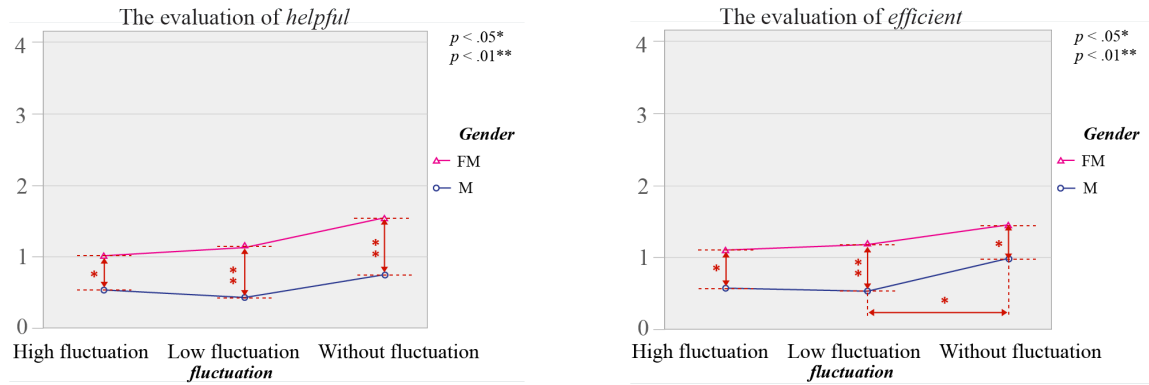 The evaluation of helpful
p < .05*
p < .01**
4
3
2
1
0
Gender
FM
M
*
**
**
High fluctuation Low fluctuation Without fluctuation
fluctuation
The evaluation of efficient
p < .05*
p < .01**
4
3
2
1
0
Gender
FM
M
*
**
*
*
High fluctuation Low fluctuation Without fluctuation
fluctuation